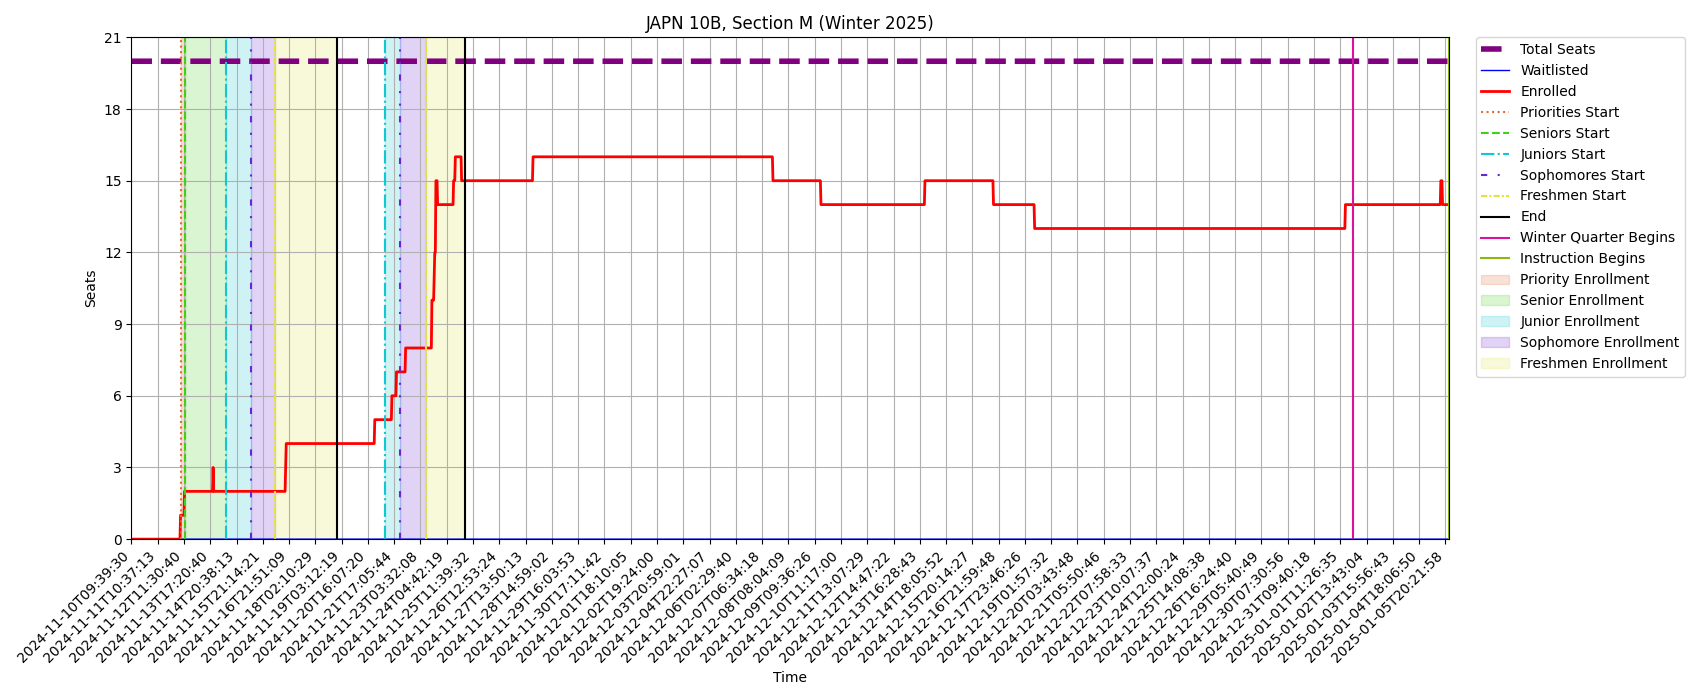 JAPN 10B, Section M (Winter 2025)
21
18
15
12
9
6
3
0
Seats
2024-11-10T09:39:30
2024-11-11T10:37:13
2024-11-12T11:30:40
2024-11-13T17:20:40
2024-11-14T20:38:13
2024-11-15T21:14:21
2024-11-16T21:51:09
2024-11-18T02:10:29
2024-11-19T03:12:19
2024-11-20T16:07:20
2024-11-21T17:05:44
2024-11-23T03:32:08
2024-11-24T04:42:19
2024-11-25T11:39:32
2024-11-26T12:53:24
2024-11-27T13:50:13
2024-11-28T14:59:02
2024-11-29T16:03:53
2024-11-30T17:11:42
2024-12-01T18:10:05
2024-12-02T19:24:00
2024-12-03T20:59:01
2024-12-04T22:27:07
2024-12-06T02:29:40
2024-12-07T06:34:18
2024-12-08T08:04:09
2024-12-09T09:36:26
2024-12-10T11:17:00
2024-12-11T13:07:29
2024-12-12T14:47:22
2024-12-13T16:28:43
2024-12-14T18:05:52
2024-12-15T20:14:27
2024-12-16T21:59:48
2024-12-17T23:46:26
2024-12-19T01:57:32
2024-12-20T03:43:48
2024-12-21T05:50:46
2024-12-22T07:58:33
2024-12-23T10:07:37
2024-12-24T12:00:24
2024-12-25T14:08:38
2024-12-26T16:24:40
2024-12-29T05:40:49
2024-12-30T07:30:56
2024-12-31T09:40:18
2025-01-01T11:26:35
2025-01-02T13:43:04
2025-01-03T15:56:43
2025-01-04T18:06:50
2025-01-05T20:21:58
Time
Total Seats
Waitlisted
Enrolled
Priorities Start
Seniors Start
Juniors Start
Sophomores Start
Freshmen Start
End
Winter Quarter Begins
Instruction Begins
Priority Enrollment
Senior Enrollment
Junior Enrollment
Sophomore Enrollment
Freshmen Enrollment